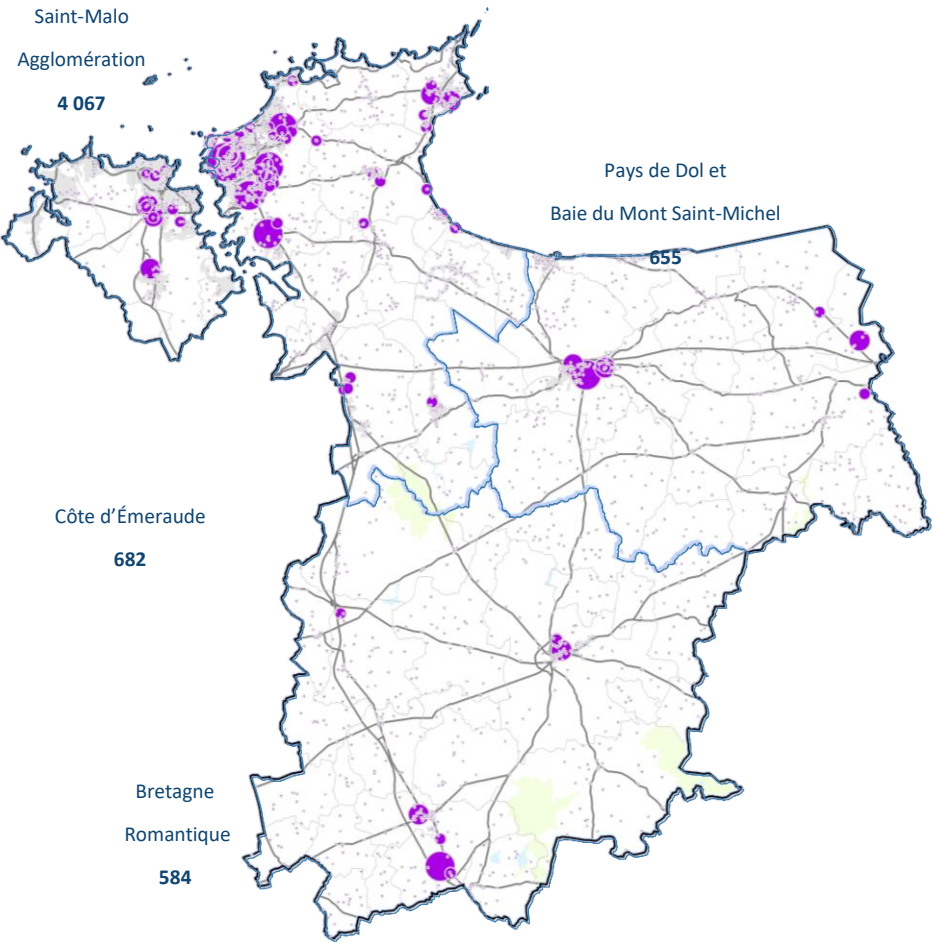 Saint-Malo
Agglomération
4 067
Pays de Dol et
Baie du Mont Saint-Michel
655
Côte d’Émeraude
682
Bretagne
Romantique
584